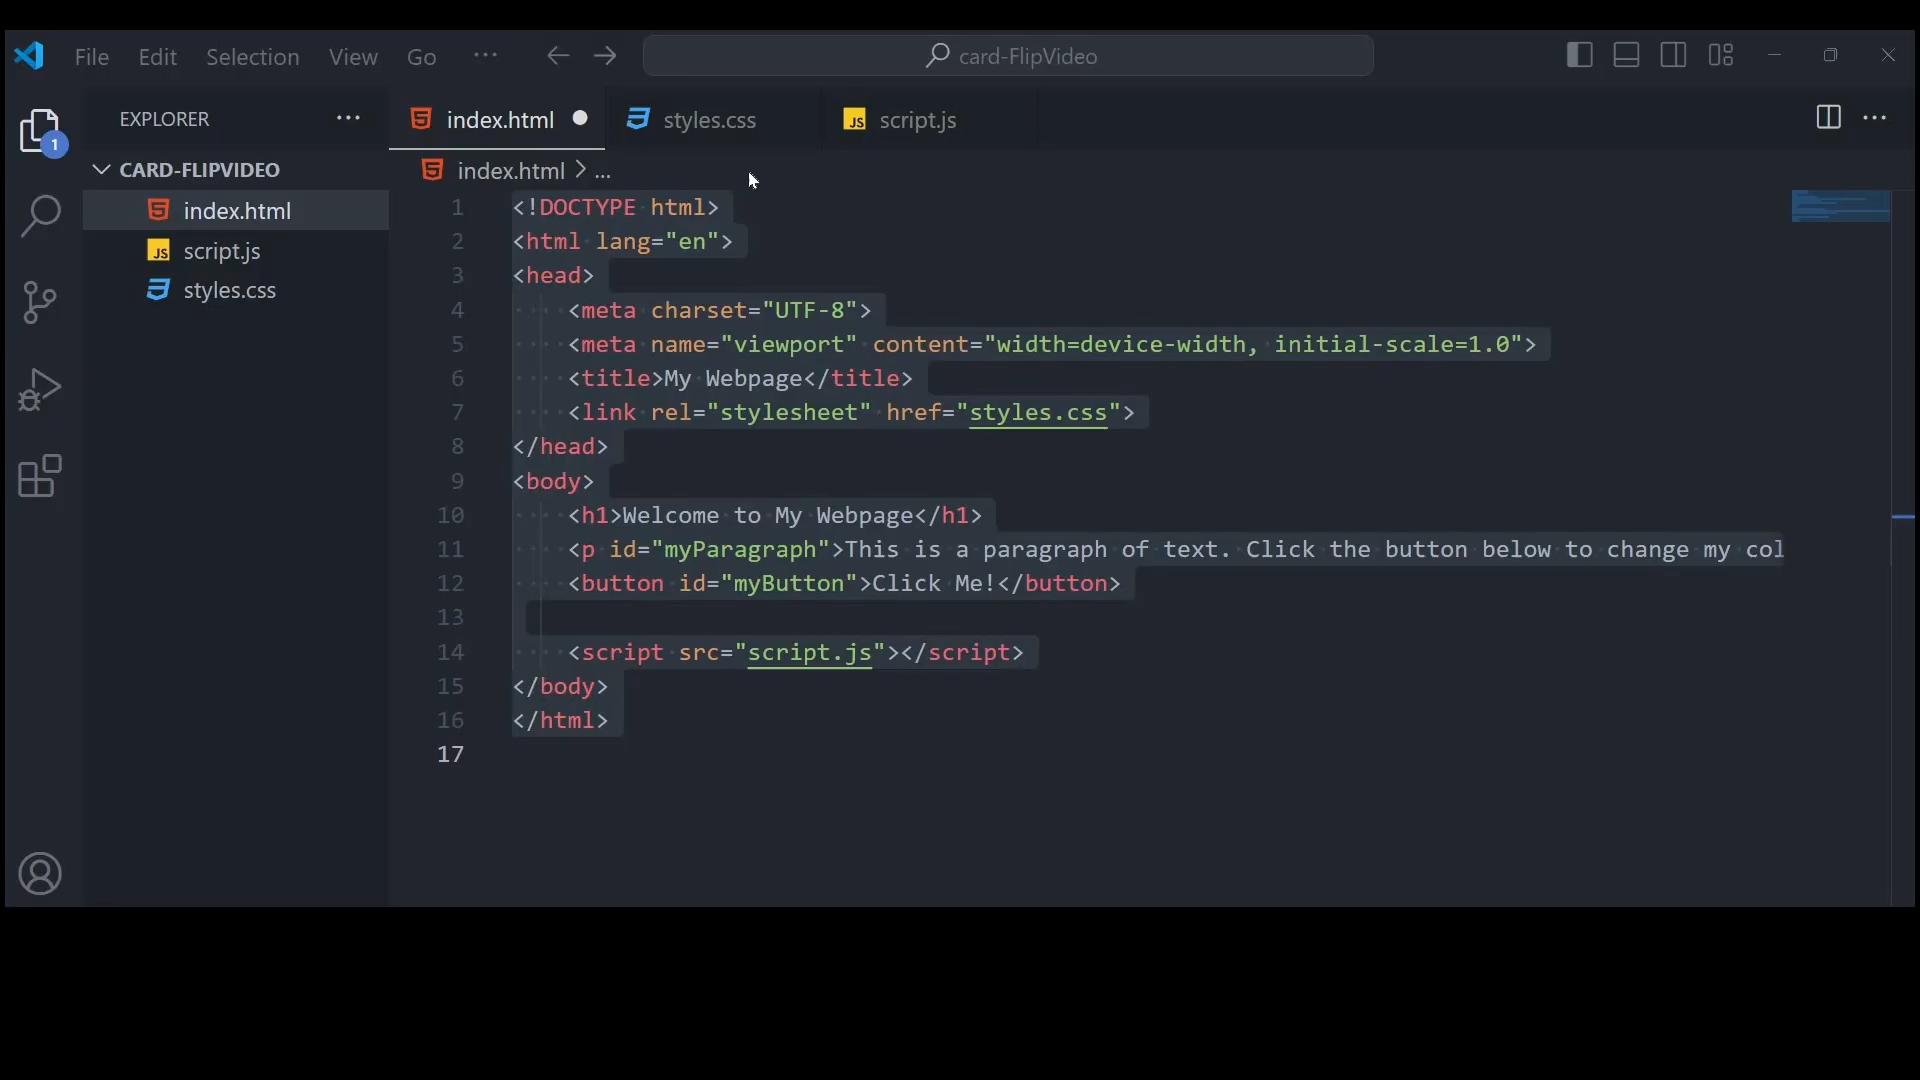 File Edit Selection View Go ··· card-FlipVideo
EXPLORER ···
index.html styles.css JS script.js ···
1
CARD-FLIPVIDEO
index.html > ...
index.html
JS script.js
styles.css
1 <!DOCTYPE html>
2 <html lang="en">
3 <head>
4 <meta charset="UTF-8">
5 <meta name="viewport" content="width=device-width, initial-scale=1.0">
6 <title>My Webpage</title>
7 <link rel="stylesheet" href="styles.css">
8 </head>
9 <body>
10 <h1>Welcome to My Webpage</h1>
11 <p id="myParagraph">This is a paragraph of text. Click the button below to change my col
12 <button id="myButton">Click Me!</button>
13
14 <script src="script.js"></script>
15 </body>
16 </html>
17